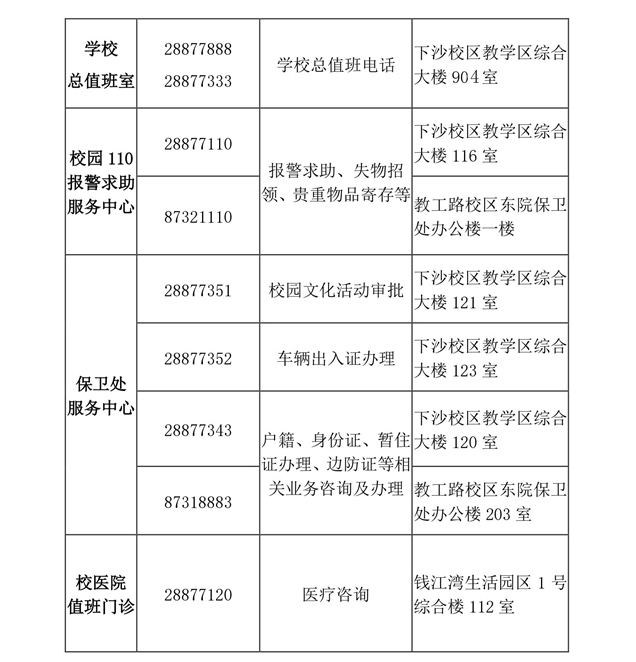 学校
总值班室
28877888
28877333
学校总值班电话
下沙校区教学区综合
大楼 904 室
校园 110
报警求助
服务中心
28877110
报警求助、失物招
领、贵重物品寄存等
下沙校区教学区综合
大楼 116 室
87321110
教工路校区东院保卫
处办公楼一楼
保卫处
服务中心
28877351
校园文化活动审批
下沙校区教学区综合
大楼 121 室
28877352
车辆出入证办理
下沙校区教学区综合
大楼 123 室
28877343
户籍、身份证、暂住
证办理、边防证等相
关业务咨询及办理
下沙校区教学区综合
大楼 120 室
87318883
教工路校区东院保卫
处办公楼 203 室
校医院
值班门诊
28877120
医疗咨询
钱江湾生活园区 1 号
综合楼 112 室